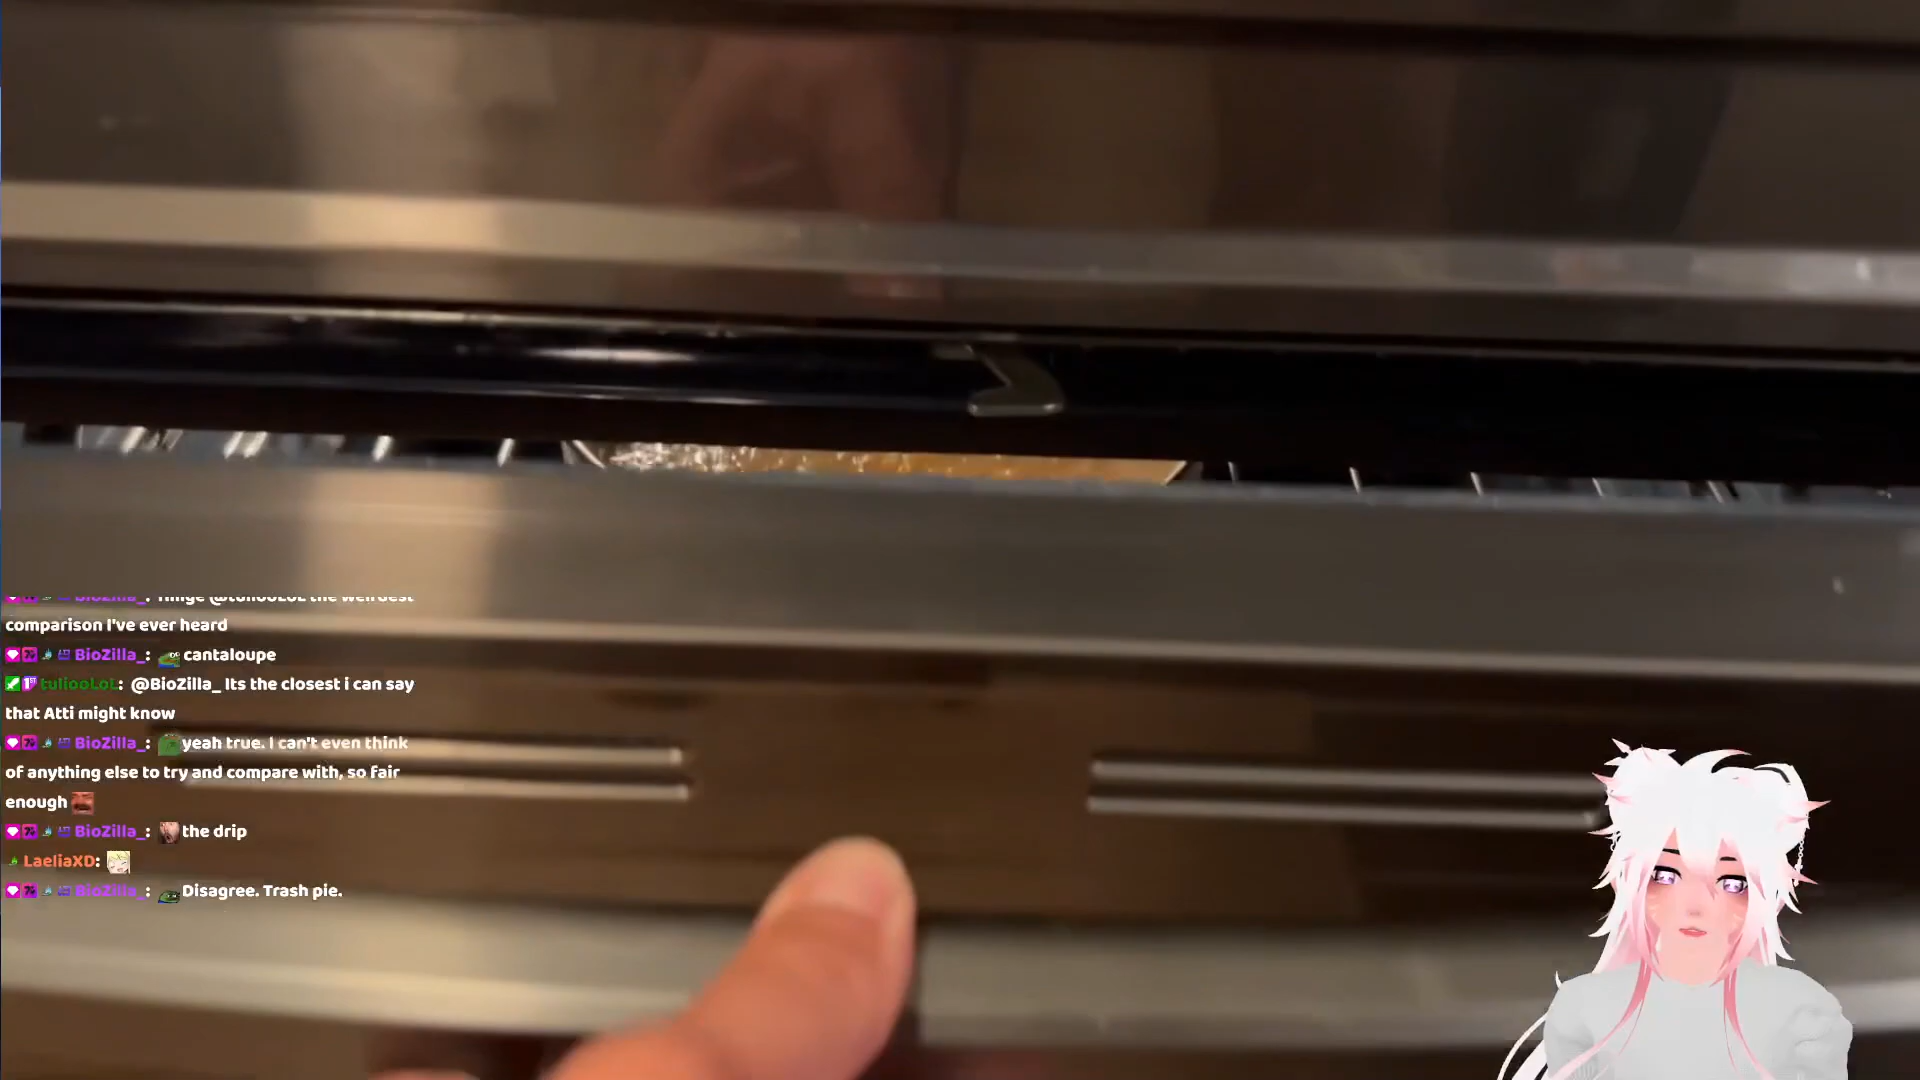 comparison I've ever heard
BioZilla_: cantaloupe
tuliooLoL: @BioZilla_ Its the closest i can say
that Atti might know
BioZilla_: yeah true. I can't even think
of anything else to try and compare with, so fair
enough
BioZilla_: the drip
LaeliaXD:
BioZilla_: Disagree. Trash pie.